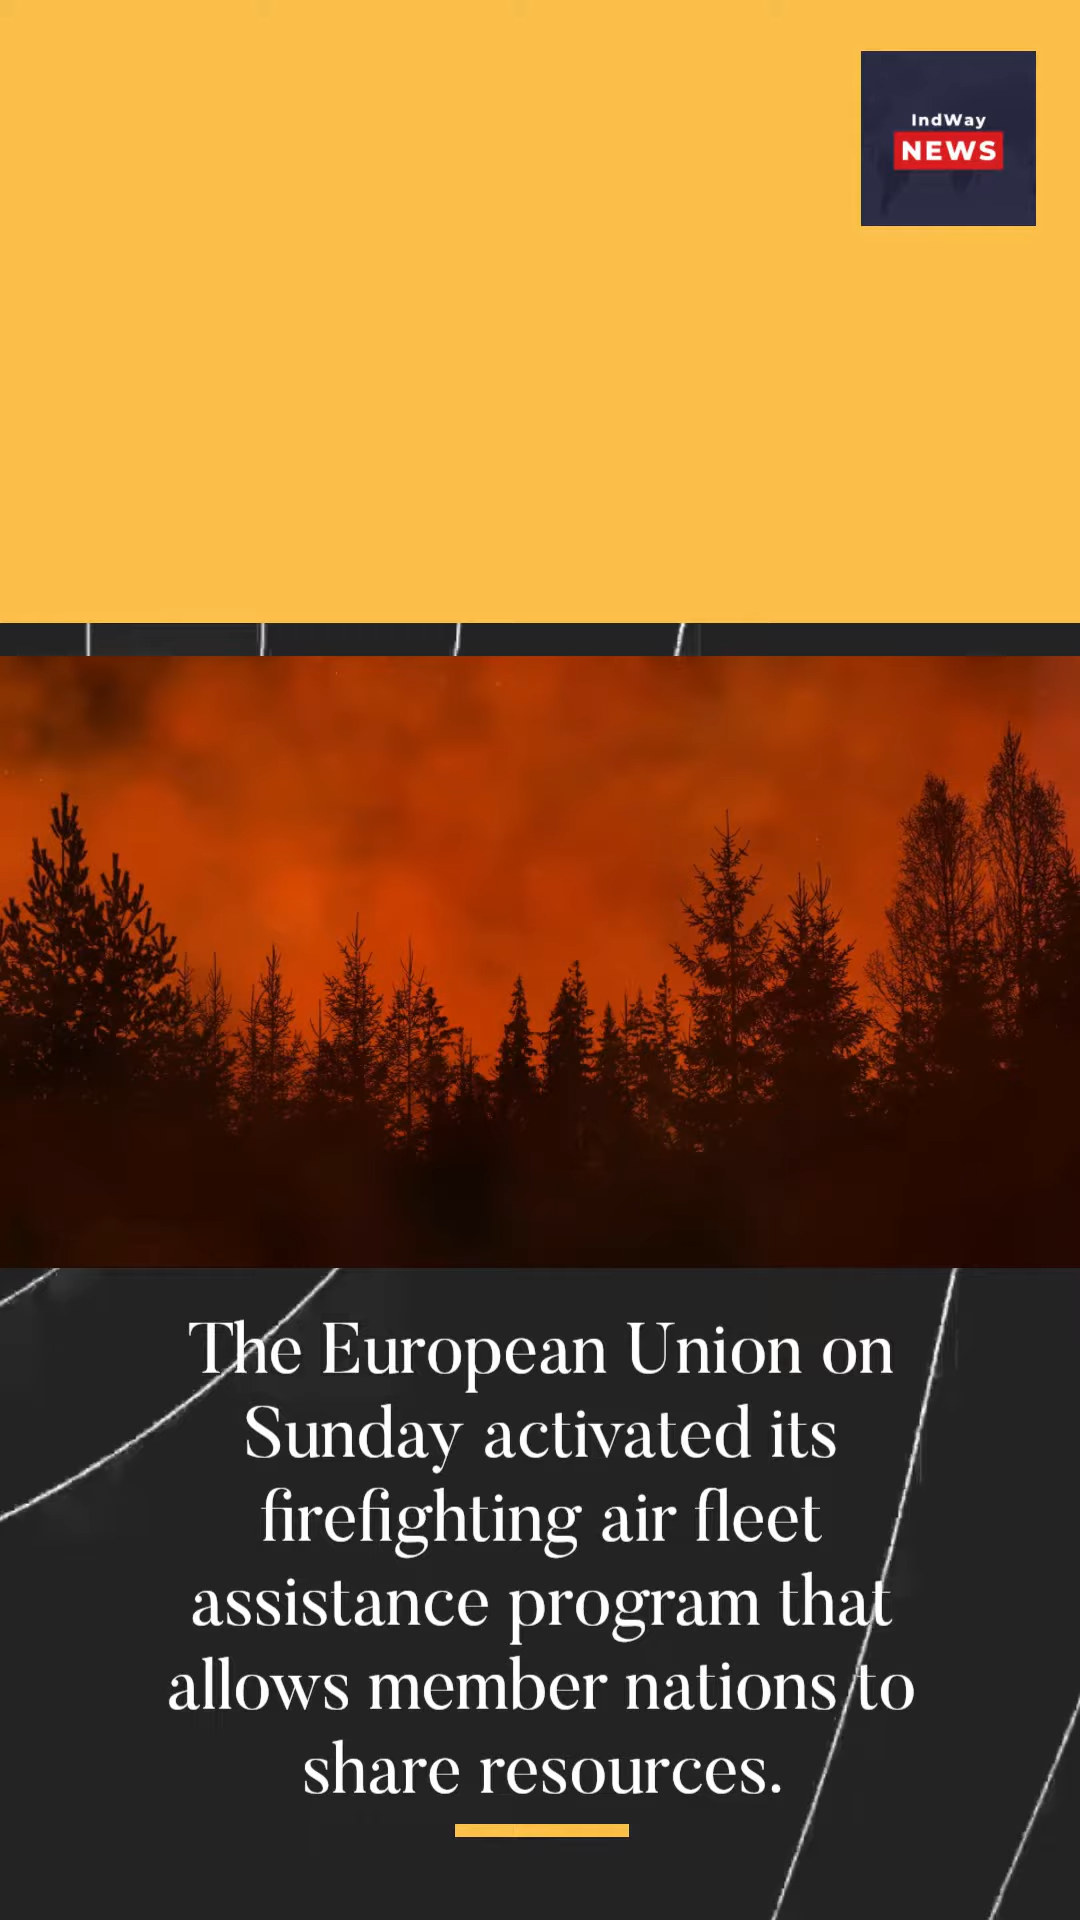 IndWay
NEWS
The European Union on
Sunday activated its
firefighting air fleet
assistance program that
allows member nations to
share resources.